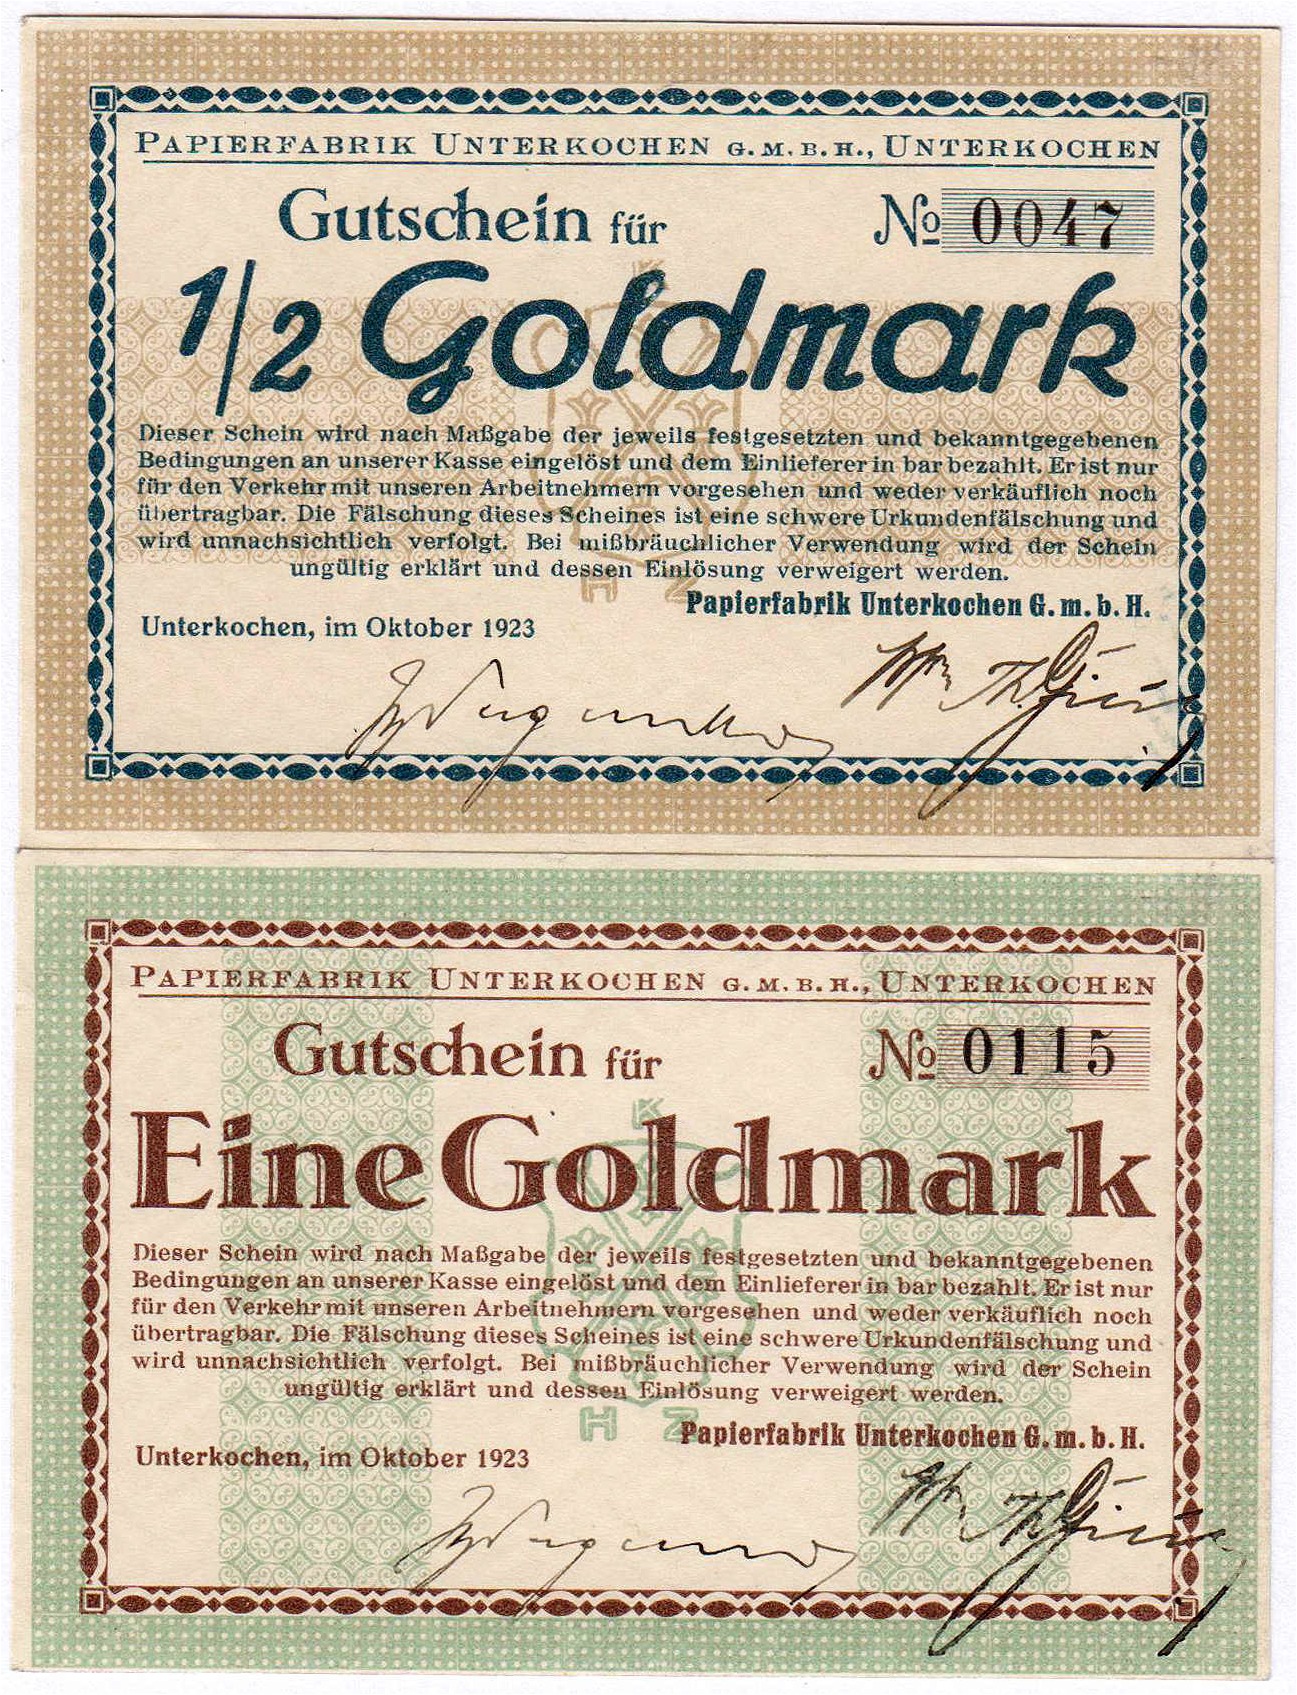 PAPIERFABRIK UNTERKOCHEN G.M.B.H., UNTERKOCHEN
Gutschein für № 0047
1/2 Goldmark
Dieser Schein wird nach Maßgabe der jeweils festgesetzten und bekanntgegebenen
Bedingungen an unserer Kasse eingelöst und dem Einlieferer in bar bezahlt. Er ist nur
für den Verkehr mit unseren Arbeitnehmern vorgesehen und weder verkäuflich noch
übertragbar. Die Fälschung dieses Scheines ist eine schwere Urkundenfälschung und
wird unnachsichtlich verfolgt. Bei mißbräuchlicher Verwendung wird der Schein
ungültig erklärt und dessen Einlösung verweigert werden.
H Z
Papierfabrik Unterkochen G.m.b.H.
Unterkochen, im Oktober 1923
PAPIERFABRIK UNTERKOCHEN G.M.B.H., UNTERKOCHEN
Gutschein für № 0115
K
Eine Goldmark
Dieser Schein wird nach Maßgabe der jeweils festgesetzten und bekanntgegebenen
Bedingungen an unserer Kasse eingelöst und dem Einlieferer in bar bezahlt. Er ist nur
für den Verkehr mit unseren Arbeitnehmern vorgesehen und weder verkäuflich noch
übertragbar. Die Fälschung dieses Scheines ist eine schwere Urkundenfälschung und
wird unnachsichtlich verfolgt. Bei mißbräuchlicher Verwendung wird der Schein
ungültig erklärt und dessen Einlösung verweigert werden.
H Z
Papierfabrik Unterkochen G.m.b.H.
Unterkochen, im Oktober 1923